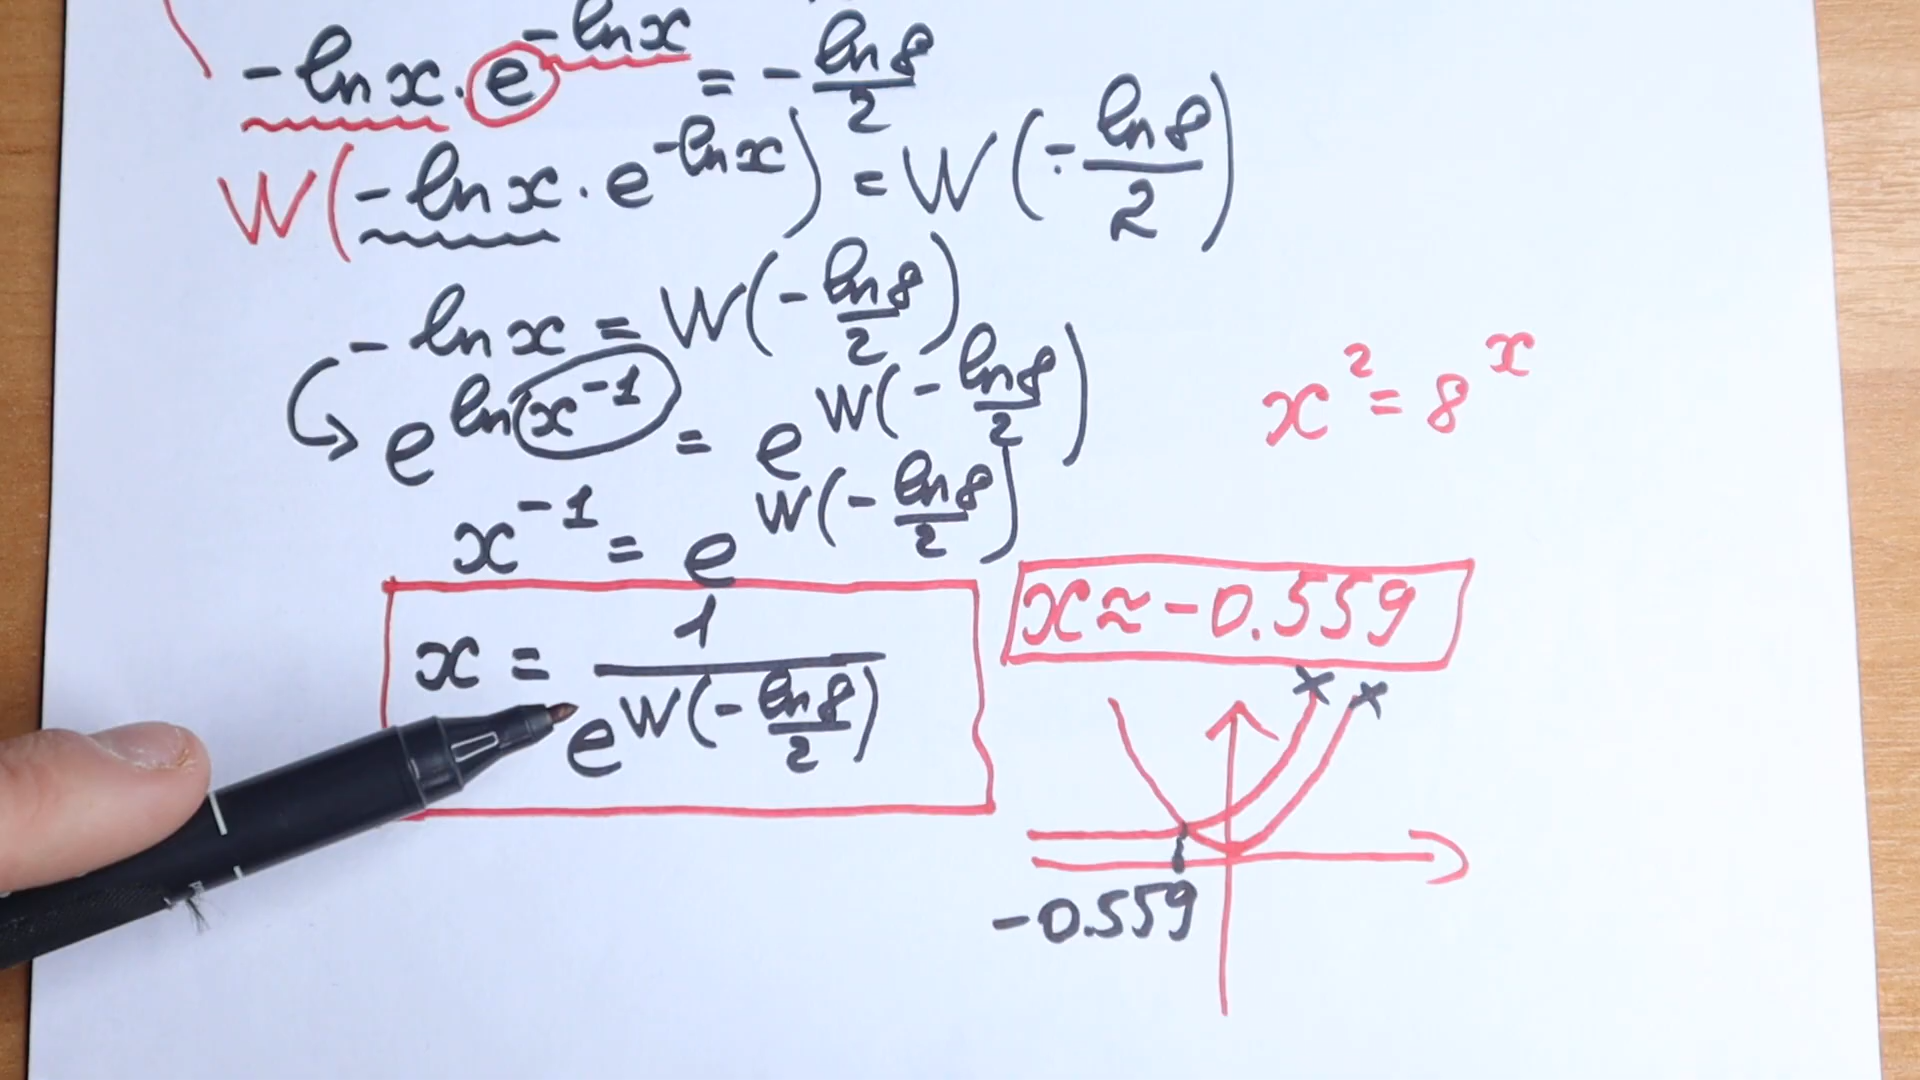 -ln x · e^(-ln x) = - ln8/2
W(-ln x · e^(-ln x)) = W(- ln8/2)
-ln x = W(- ln8/2)
e^(ln(x^(-1))) = e^(W(- ln8/2))
x² = 8^x
x^(-1) = e^(W(- ln8/2))
x = 1/e^(W(- ln8/2))
x ≈ -0.559
-0.559